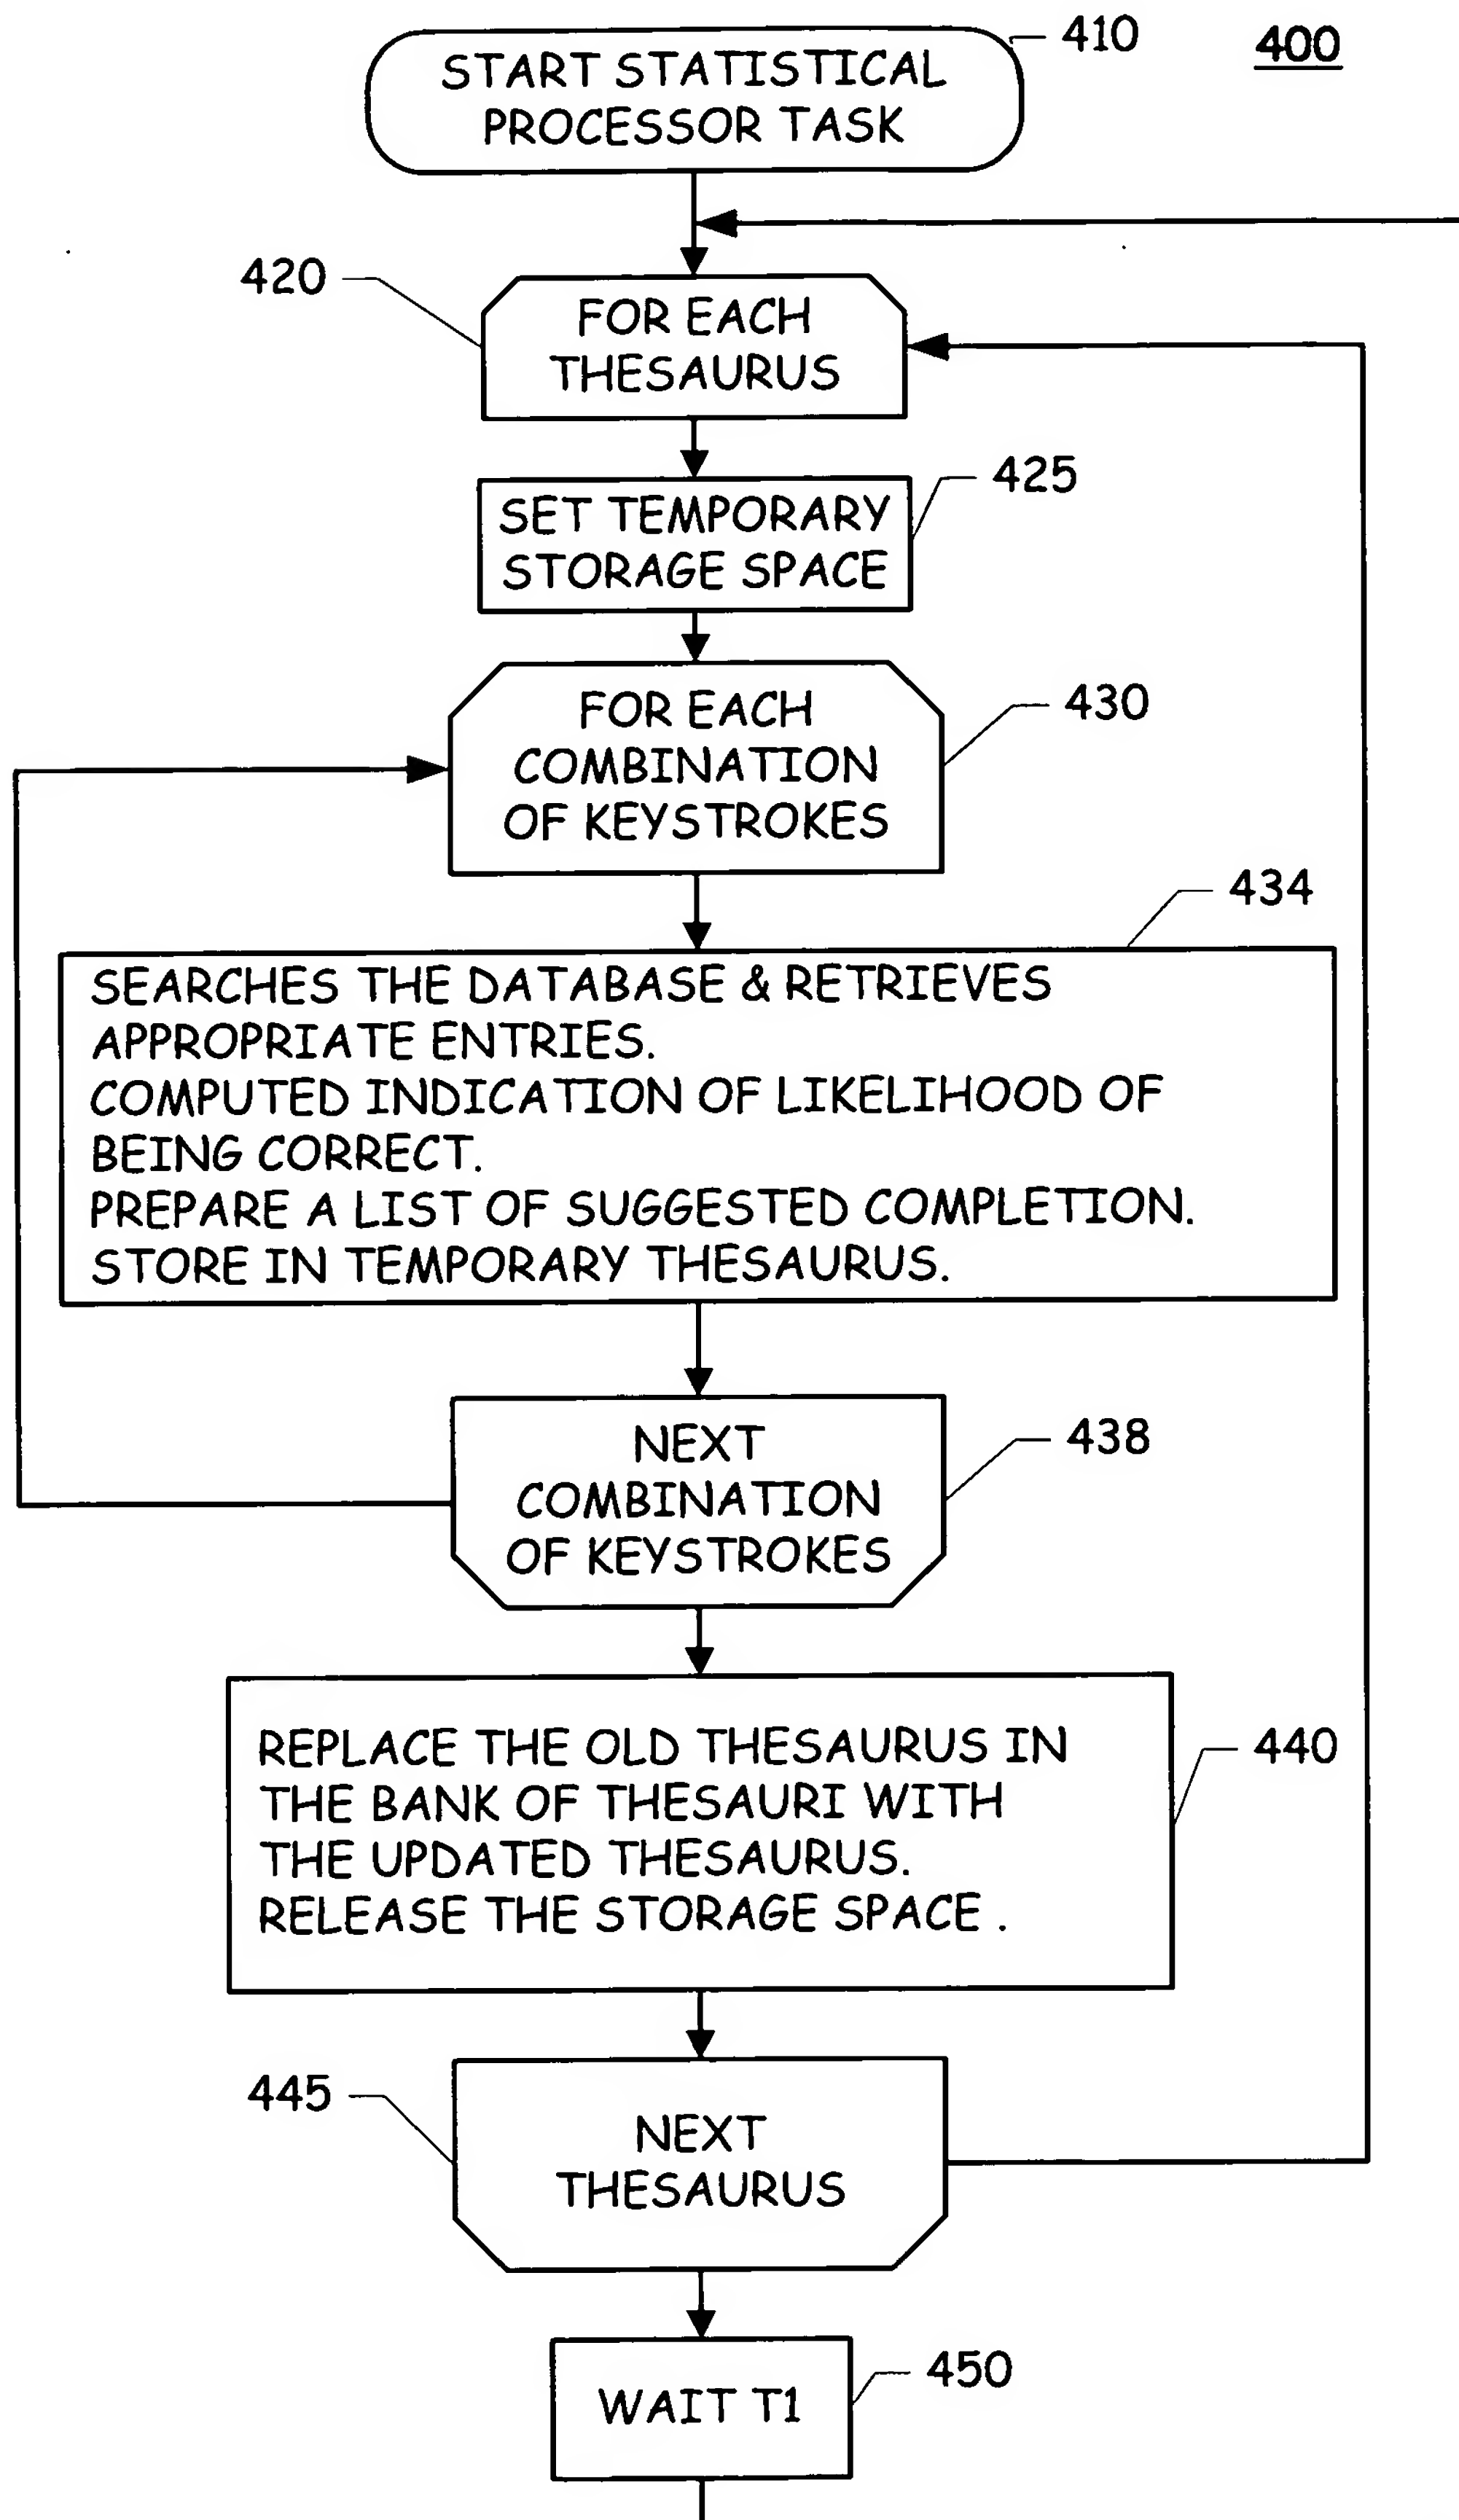 410
400
START STATISTICAL
PROCESSOR TASK
420
FOR EACH
THESAURUS
425
SET TEMPORARY
STORAGE SPACE
430
FOR EACH
COMBINATION
OF KEYSTROKES
434
SEARCHES THE DATABASE & RETRIEVES
APPROPRIATE ENTRIES.
COMPUTED INDICATION OF LIKELIHOOD OF
BEING CORRECT.
PREPARE A LIST OF SUGGESTED COMPLETION.
STORE IN TEMPORARY THESAURUS.
438
NEXT
COMBINATION
OF KEYSTROKES
440
REPLACE THE OLD THESAURUS IN
THE BANK OF THESAURI WITH
THE UPDATED THESAURUS.
RELEASE THE STORAGE SPACE .
445
NEXT
THESAURUS
450
WAIT T1